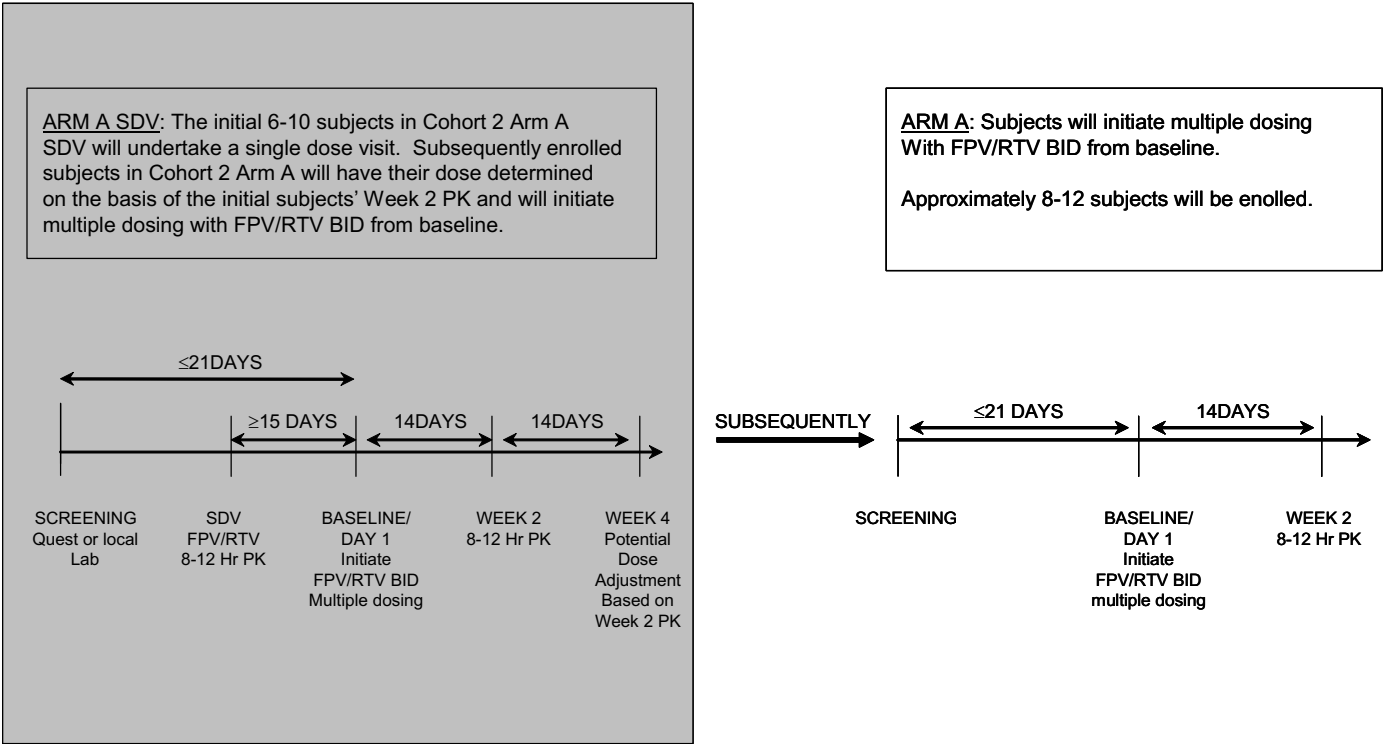 ARM A SDV: The initial 6-10 subjects in Cohort 2 Arm A
SDV will undertake a single dose visit. Subsequently enrolled
subjects in Cohort 2 Arm A will have their dose determined
on the basis of the initial subjects' Week 2 PK and will initiate
multiple dosing with FPV/RTV BID from baseline.
≤21DAYS
≥15 DAYS
14DAYS
14DAYS
SCREENING
Quest or local
Lab
SDV
FPV/RTV
8-12 Hr PK
BASELINE/
DAY 1
Initiate
FPV/RTV BID
Multiple dosing
WEEK 2
8-12 Hr PK
WEEK 4
Potential
Dose
Adjustment
Based on
Week 2 PK
SUBSEQUENTLY
ARM A: Subjects will initiate multiple dosing
With FPV/RTV BID from baseline.
Approximately 8-12 subjects will be enolled.
≤21 DAYS
14DAYS
SCREENING
BASELINE/
DAY 1
Initiate
FPV/RTV BID
multiple dosing
WEEK 2
8-12 Hr PK